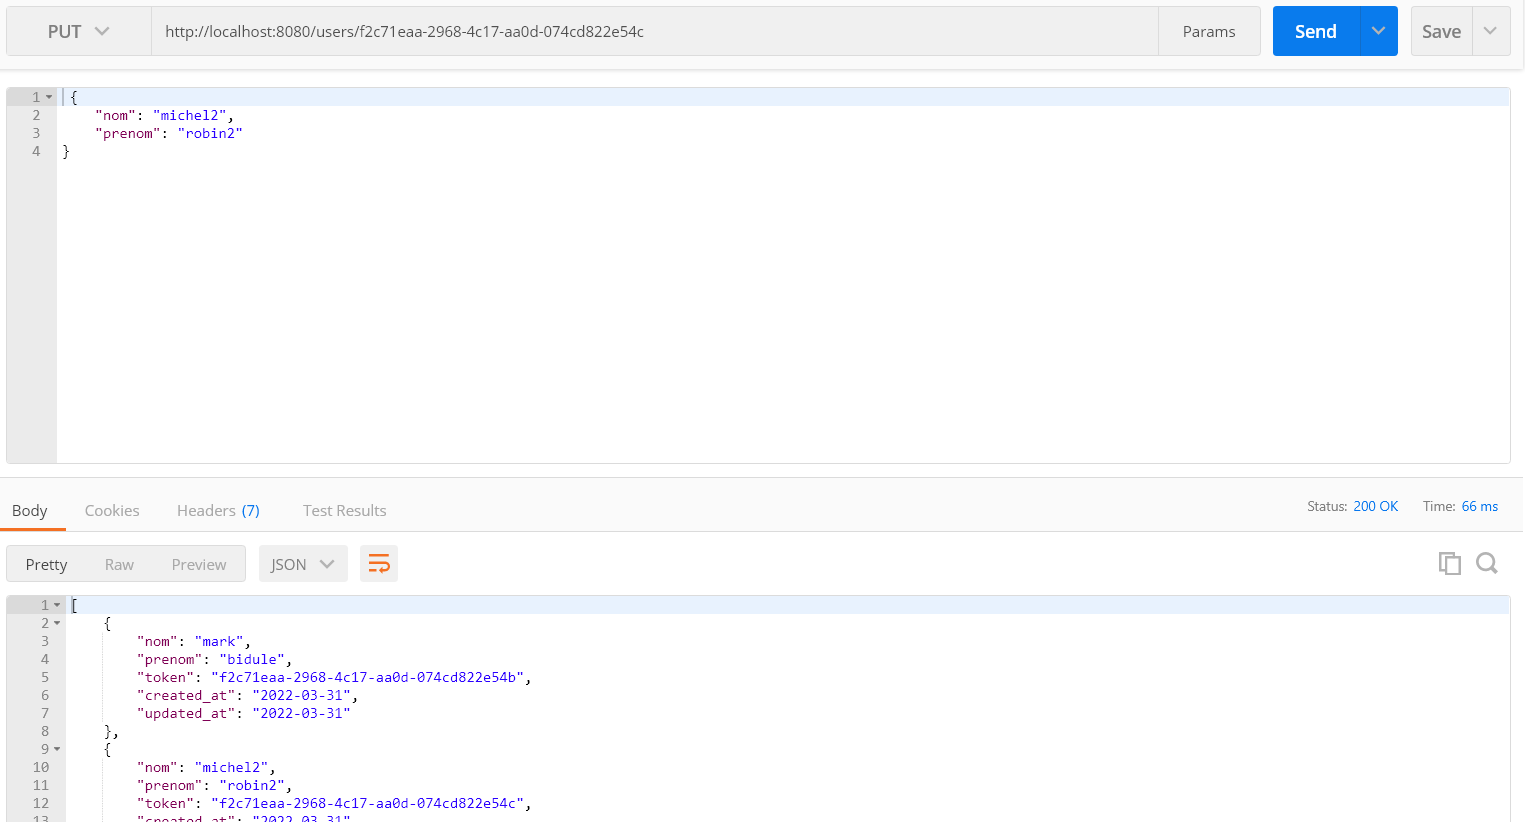 PUT http://localhost:8080/users/f2c71eaa-2968-4c17-aa0d-074cd822e54c Params Send Save
1 {
2 "nom": "michel2",
3 "prenom": "robin2"
4 }
Body Cookies Headers (7) Test Results Status: 200 OK Time: 66 ms
Pretty Raw Preview JSON
1 [
2 {
3 "nom": "mark",
4 "prenom": "bidule",
5 "token": "f2c71eaa-2968-4c17-aa0d-074cd822e54b",
6 "created_at": "2022-03-31",
7 "updated_at": "2022-03-31"
8 },
9 {
10 "nom": "michel2",
11 "prenom": "robin2",
12 "token": "f2c71eaa-2968-4c17-aa0d-074cd822e54c",
13 "created_at": "2022-03-31"